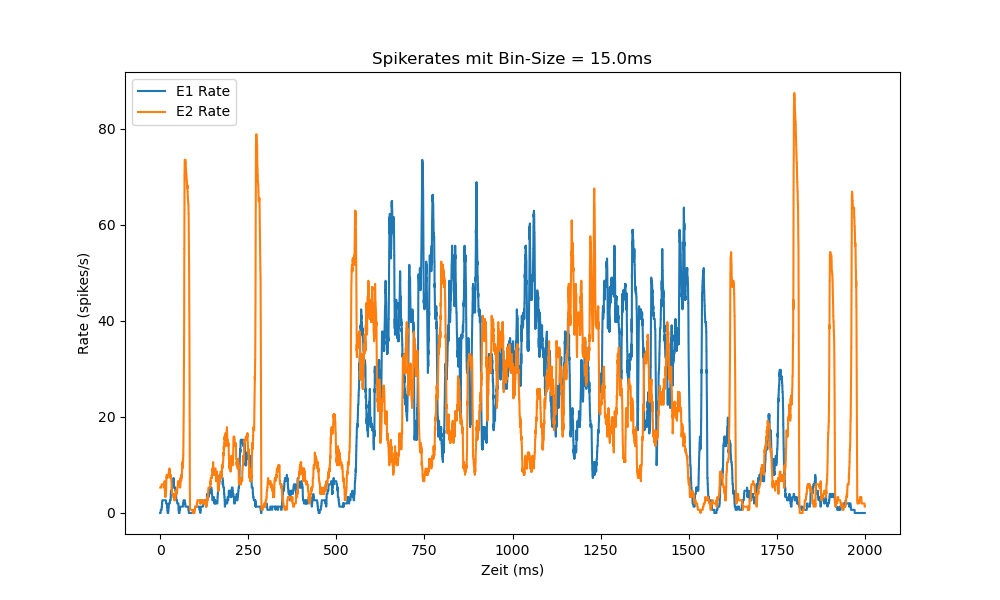 Spikerates mit Bin-Size = 15.0ms
E1 Rate
E2 Rate
Rate (spikes/s)
80
60
40
20
0
0 250 500 750 1000 1250 1500 1750 2000
Zeit (ms)